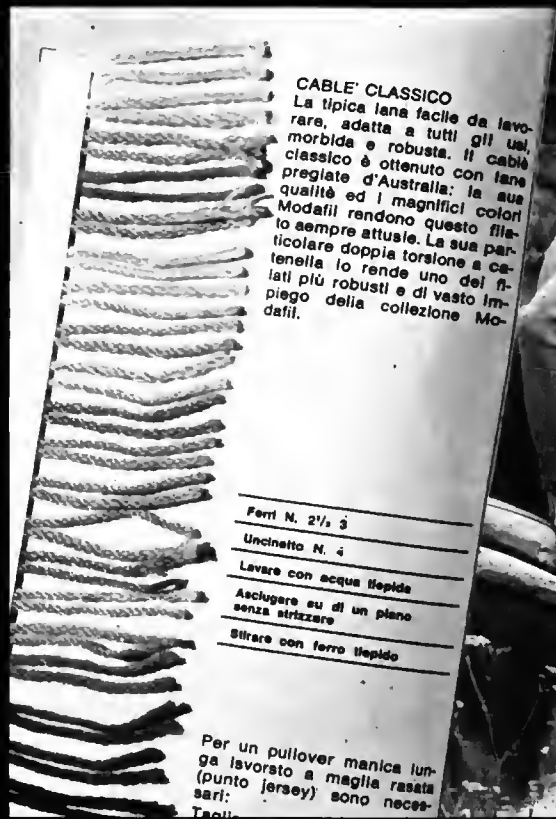 CABLE' CLASSICO
La tipica lana facile da lavo-
rare, adatta a tutti gli usi,
morbida e robusta. Il cablè
classico è ottenuto con lane
pregiate d'Australia: la sua
qualità ed i magnifici colori
Modafil rendono questo fila-
to sempre attuale. La sua par-
ticolare doppia torsione a ca-
tenella lo rende uno dei fi-
lati più robusti e di vasto im-
piego della collezione Mo-
dafil.
Ferri N. 2½ 3
Uncinetto N. 4
Lavare con acqua tiepida
Asciugare su di un piano
senza strizzare
Stirare con ferro tiepido
Per un pullover manica lun-
ga lavorato a maglia rasata
(punto jersey) sono neces-
sari: